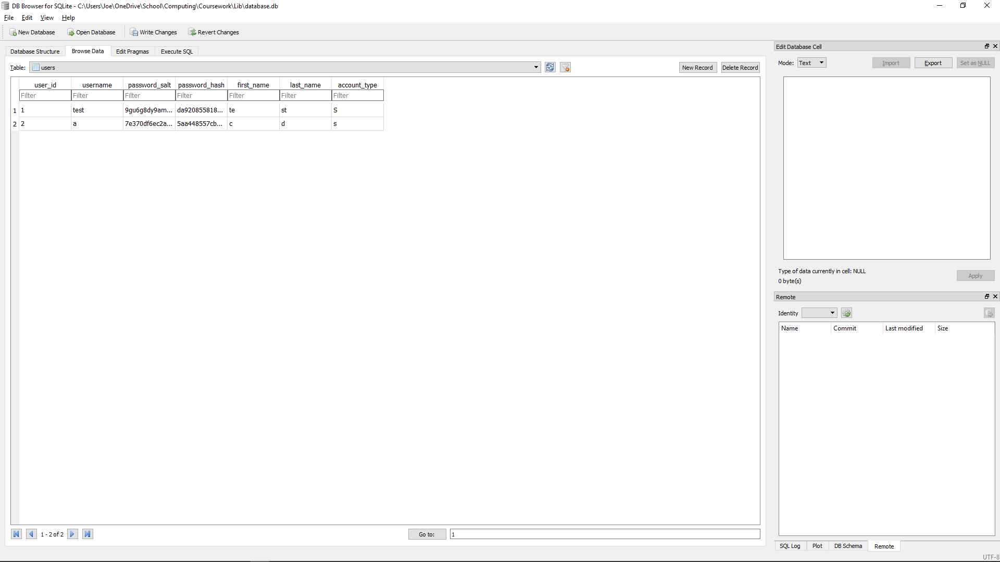 DB Browser for SQLite - C:\Users\Joe\OneDrive\School\Computing\Coursework\Lib\database.db
File Edit View Help
New Database Open Database Write Changes Revert Changes
Database Structure Browse Data Edit Pragmas Execute SQL
Table: users New Record Delete Record
user_id username password_salt password_hash first_name last_name account_type
Filter Filter Filter Filter Filter Filter Filter
1 1 test 9gu6g8dy9am... da920855818... te st S
2 2 a 7e370df6ec2a... 5aa448557cb... c d s
1 - 2 of 2 Go to: 1
Edit Database Cell
Mode: Text Import Export Set as NULL
Type of data currently in cell: NULL
0 byte(s)
Apply
Remote
Identity
Name Commit Last modified Size
SQL Log Plot DB Schema Remote
UTF-8